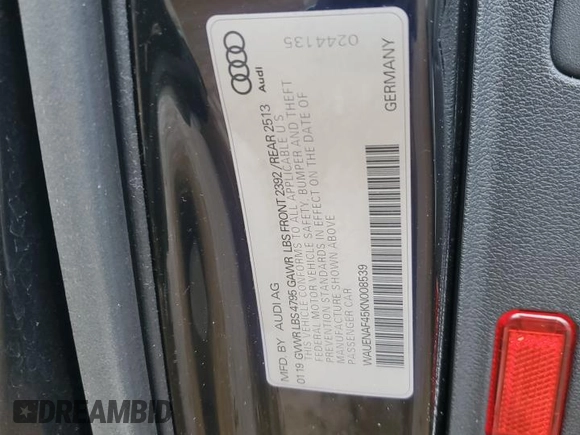 MFD. BY AUDI AG
01 19 GVWR LBS 4795 GAWR LBS FRONT 2392 /REAR 2513
THIS VEHICLE CONFORMS TO ALL APPLICABLE U.S.
FEDERAL MOTOR VEHICLE SAFETY, BUMPER AND THEFT
PREVENTION STANDARDS IN EFFECT ON THE DATE OF
MANUFACTURE SHOWN ABOVE
PASSENGER CAR
WAUENAF45KN008539
GERMANY
Audi
0244135
DREAMBID